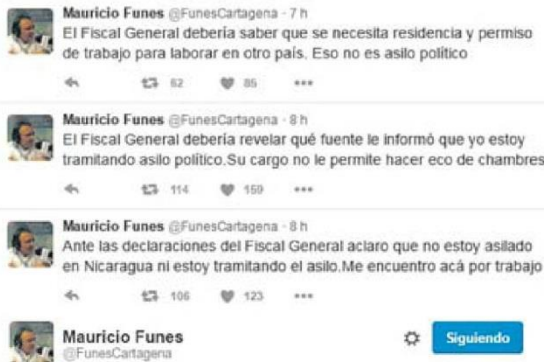 Mauricio Funes @FunesCartagena · 7 h
El Fiscal General debería saber que se necesita residencia y permiso
de trabajo para laborar en otro país. Eso no es asilo político
62 85
Mauricio Funes @FunesCartagena · 8 h
El Fiscal General debería revelar qué fuente le informó que yo estoy
tramitando asilo político.Su cargo no le permite hacer eco de chambres
114 159
Mauricio Funes @FunesCartagena · 8 h
Ante las declaraciones del Fiscal General aclaro que no estoy asilado
en Nicaragua ni estoy tramitando el asilo.Me encuentro acá por trabajo
106 123
Mauricio Funes
@FunesCartagena
Siguiendo